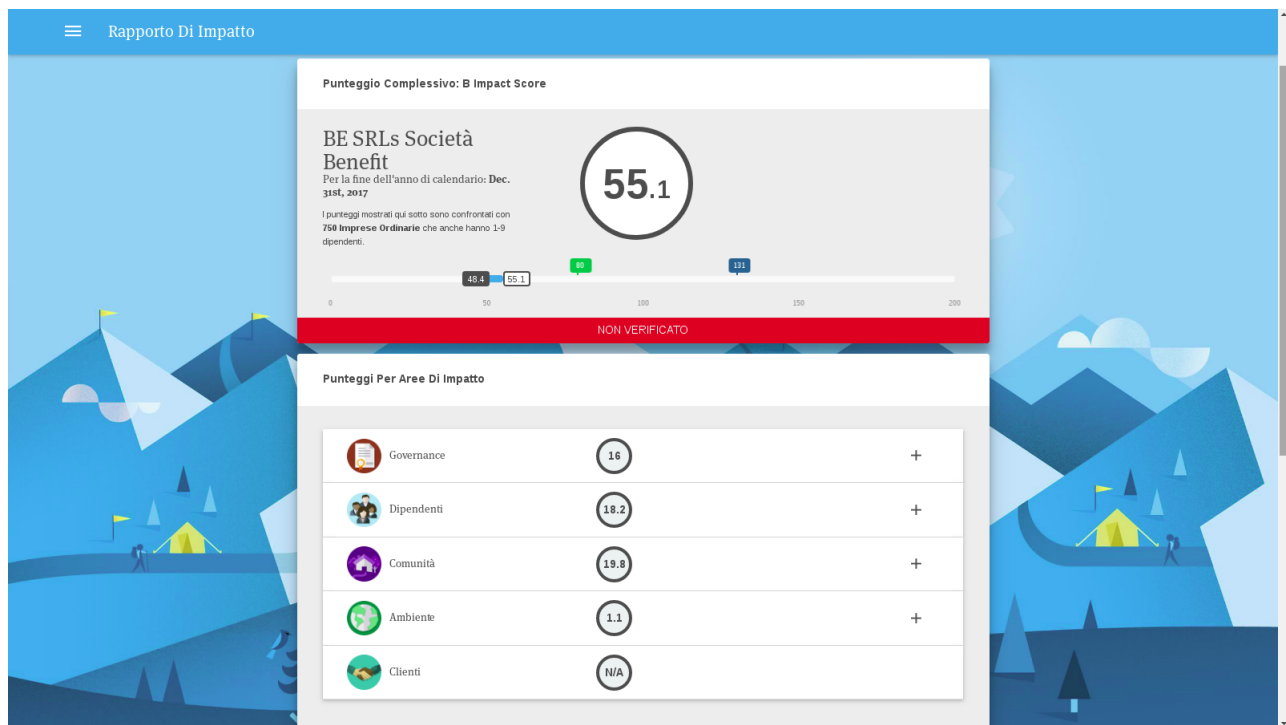 Rapporto Di Impatto
Punteggio Complessivo: B Impact Score
BE SRLs Società
Benefit
Per la fine dell'anno di calendario: Dec.
31st, 2017
I punteggi mostrati qui sotto sono confrontati con
750 Imprese Ordinarie che anche hanno 1-9
dipendenti.
55.1
80
131
48.4
55.1
0
50
100
150
200
NON VERIFICATO
Punteggi Per Aree Di Impatto
Governance 16 +
Dipendenti 18.2 +
Comunità 19.8 +
Ambiente 1.1 +
Clienti N/A